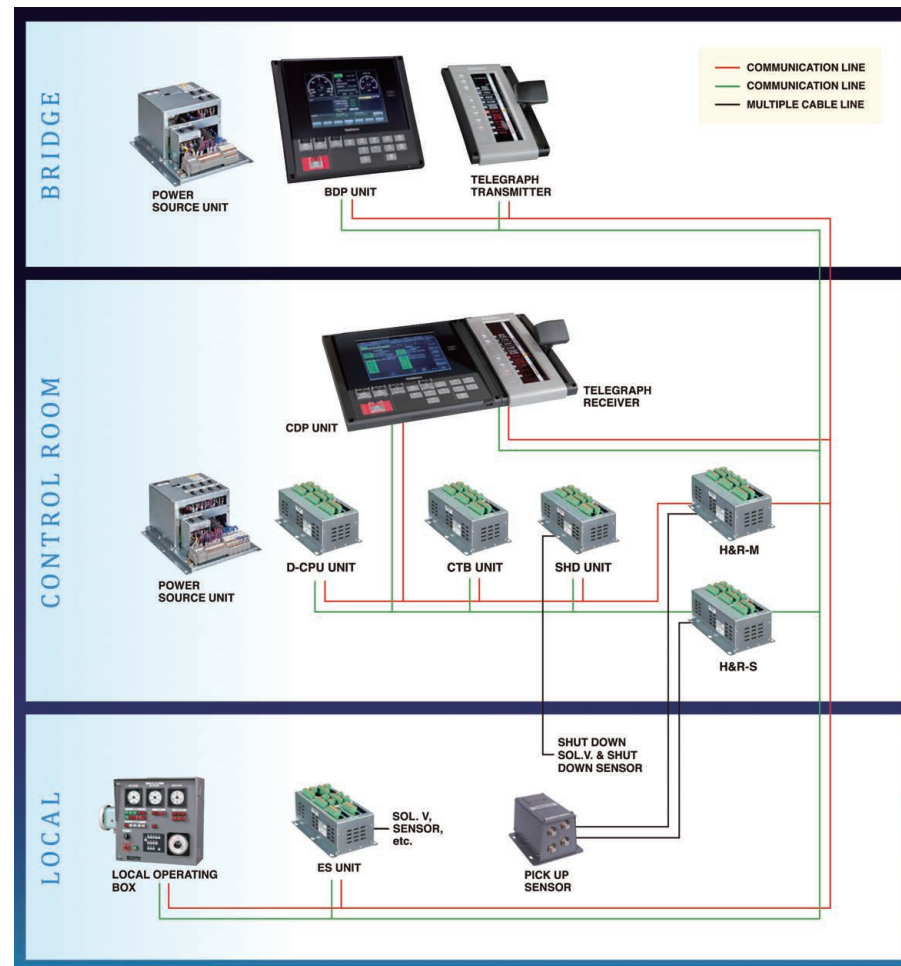 BRIDGE
COMMUNICATION LINE
COMMUNICATION LINE
MULTIPLE CABLE LINE
POWER
SOURCE UNIT
BDP UNIT
TELEGRAPH
TRANSMITTER
CONTROL ROOM
CDP UNIT
TELEGRAPH
RECEIVER
POWER
SOURCE UNIT
D-CPU UNIT
CTB UNIT
SHD UNIT
H&R-M
H&R-S
LOCAL
SHUT DOWN
SOL.V. & SHUT
DOWN SENSOR
LOCAL OPERATING
BOX
ES UNIT
SOL. V,
SENSOR,
etc.
PICK UP
SENSOR